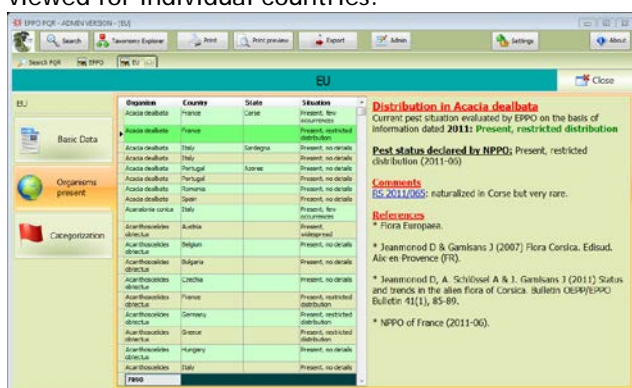 viewed for individual countries.
EPPO PQR - ADMIN VERSION - [EU]
Search
Taxonomy Explorer
Print
Print preview
Export
Admin
Settings
About
Search PQR
EPPO
EU
EU
Close
EU
Basic Data
Organisms present
Categorization
Organism Country State Situation
Acacia dealbata France Corse Present, few occurrences
Acacia dealbata France Present, restricted distribution
Acacia dealbata Italy Present, no details
Acacia dealbata Italy Sardegna Present, no details
Acacia dealbata Portugal Azores Present, no details
Acacia dealbata Portugal Present, no details
Acacia dealbata Romania Present, no details
Acacia dealbata Spain Present, no details
Italy Present, few occurrences
Acanthoscelides obtectus Austria Present, widespread
Acanthoscelides obtectus Belgium Present, no details
Acanthoscelides obtectus Bulgaria Present, no details
Acanthoscelides obtectus Czechia Present, no details
Acanthoscelides obtectus France Present, restricted distribution
Acanthoscelides obtectus Germany Present, restricted distribution
Acanthoscelides obtectus Greece Present, restricted distribution
Acanthoscelides obtectus Hungary Present, no details
Acanthoscelides Italy Present, no details
Distribution in Acacia dealbata
Current pest situation evaluated by EPPO on the basis of
information dated 2011: Present, restricted distribution
Pest status declared by NPPO: Present, restricted
distribution (2011-06)
Comments
RS 2011/065: naturalized in Corse but very rare.
References
* Flora Europaea.
* Jeanmonod D & Gamisans J (2007) Flora Corsica. Edisud.
Aix-en-Provence (FR).
* Jeanmonod D, A. Schlüssel A & J. Gamisans J (2011) Status
and trends in the alien flora of Corsica. Bulletin OEPP/EPPO
Bulletin 41(1), 85-89.
* NPPO of France (2011-06).